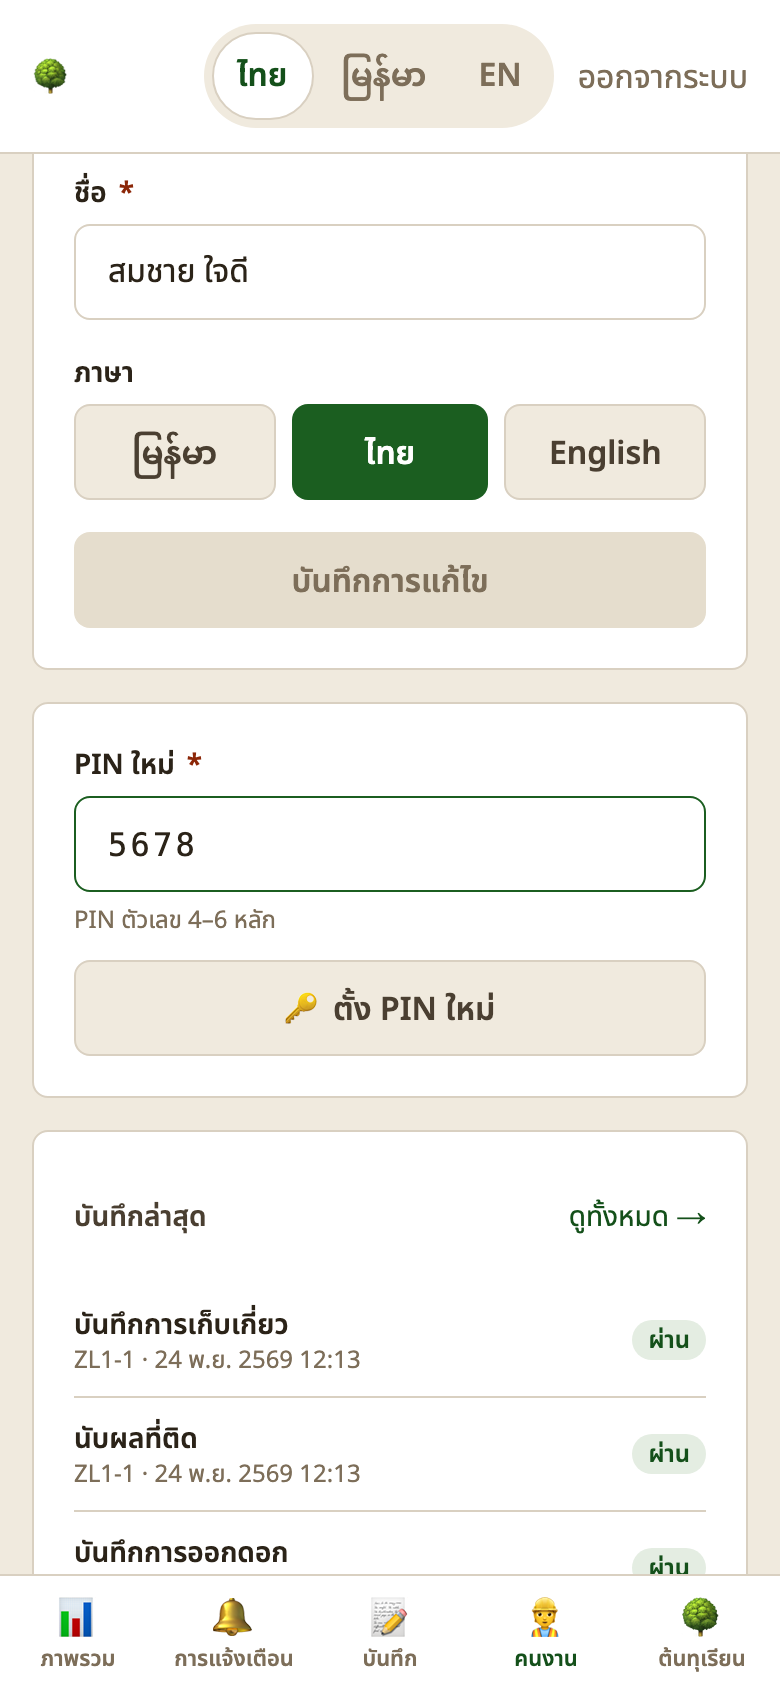 ไทย မြန်မာ EN ออกจากระบบ
ชื่อ *
สมชาย ใจดี
ภาษา
မြန်မာ ไทย English
บันทึกการแก้ไข
PIN ใหม่ *
5678
PIN ตัวเลข 4–6 หลัก
🔑 ตั้ง PIN ใหม่
บันทึกล่าสุด ดูทั้งหมด →
บันทึกการเก็บเกี่ยว
ZL1-1 · 24 พ.ย. 2569 12:13
ผ่าน
นับผลที่ติด
ZL1-1 · 24 พ.ย. 2569 12:13
ผ่าน
บันทึกการออกดอก
ผ่าน
ภาพรวม การแจ้งเตือน บันทึก คนงาน ต้นทุเรียน